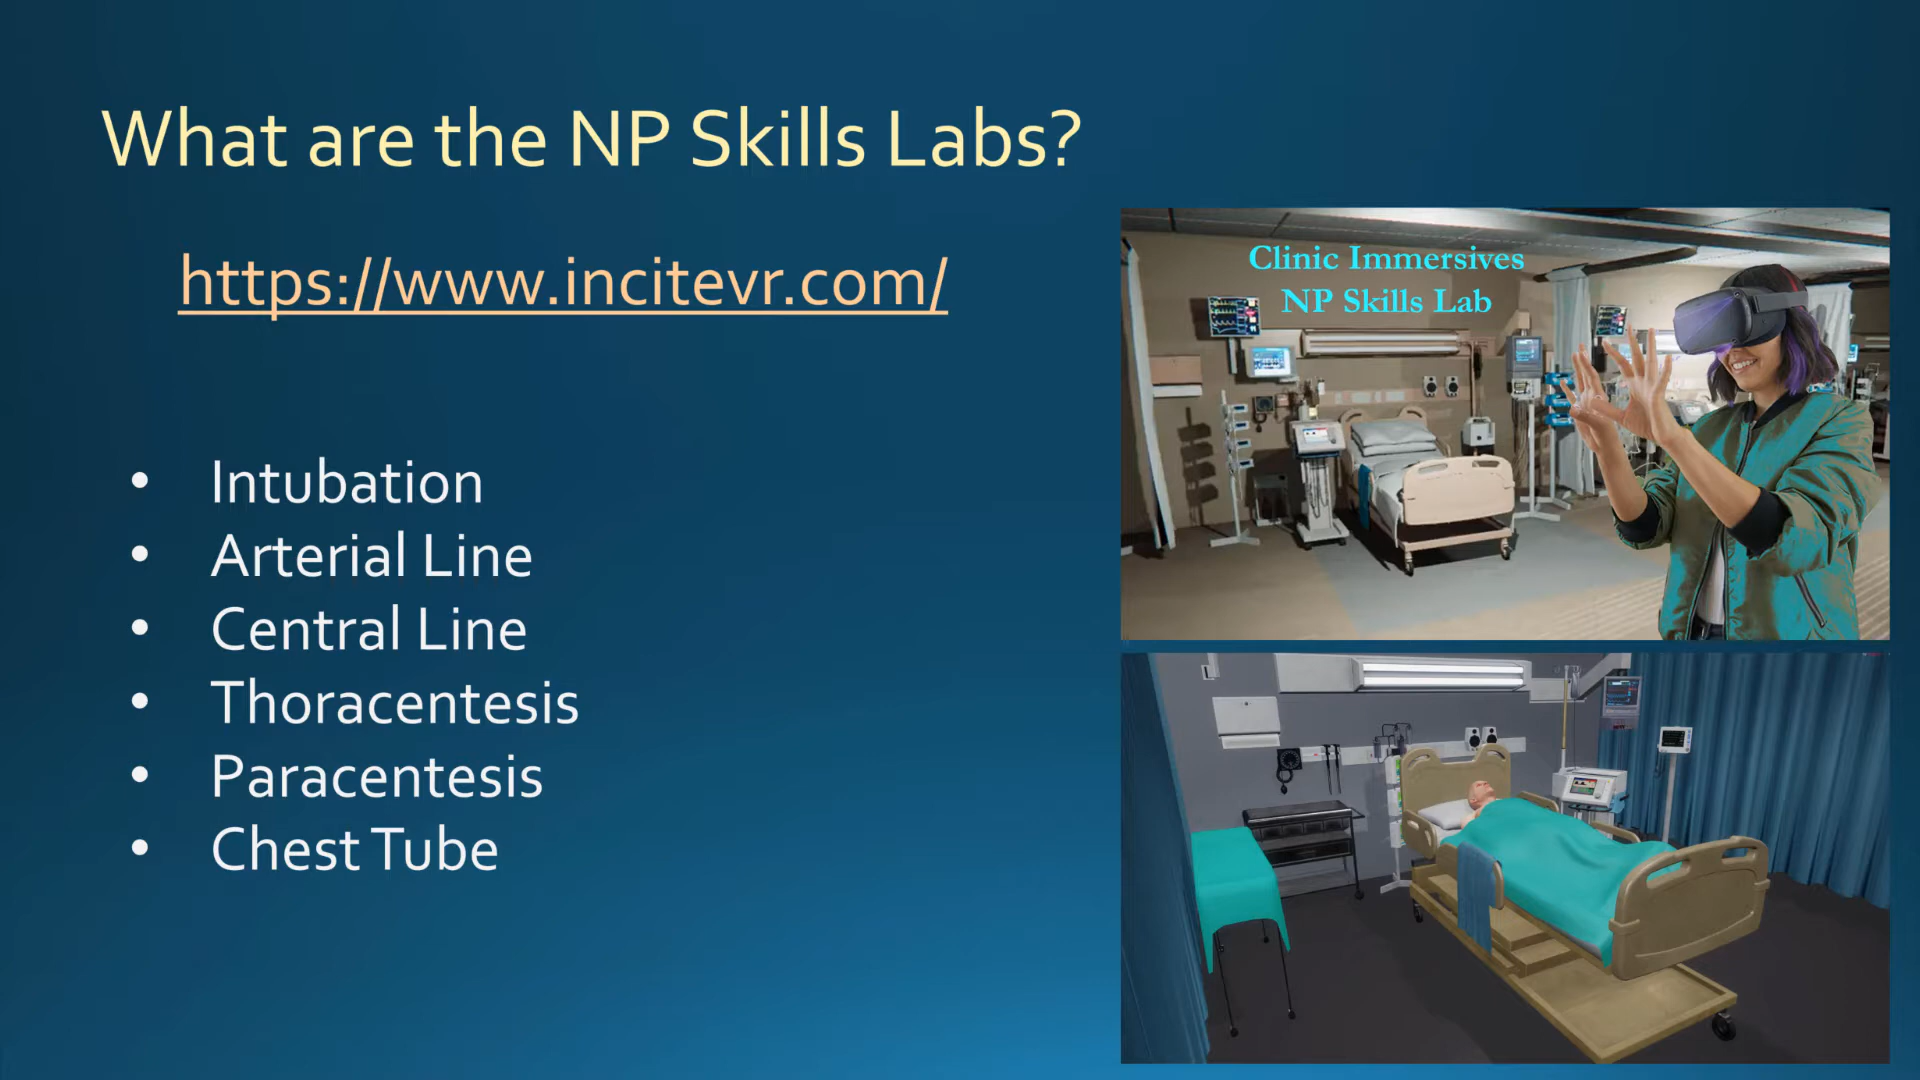 What are the NP Skills Labs?
https://www.incitevr.com/
• Intubation
• Arterial Line
• Central Line
• Thoracentesis
• Paracentesis
• Chest Tube
Clinic Immersives
NP Skills Lab